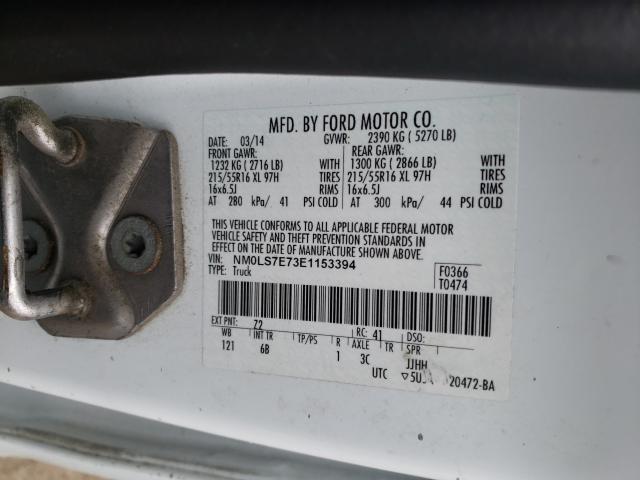 MFD. BY FORD MOTOR CO.
DATE: 03/14 GVWR: 2390 KG ( 5270 LB)
FRONT GAWR: REAR GAWR:
1232 KG ( 2716 LB) WITH 1300 KG ( 2866 LB) WITH
215/55R16 XL 97H TIRES 215/55R16 XL 97H TIRES
16x6.5J RIMS 16x6.5J RIMS
AT 280 kPa/ 41 PSI COLD AT 300 kPa/ 44 PSI COLD
THIS VEHICLE CONFORMS TO ALL APPLICABLE FEDERAL MOTOR
VEHICLE SAFETY AND THEFT PREVENTION STANDARDS IN
EFFECT ON THE DATE OF MANUFACTURE SHOWN ABOVE.
VIN: NM0LS7E73E1153394 F0366
TYPE: Truck T0474
EXT PNT: 72 RC: 41 DSO:
WB INT TR TP/PS R AXLE TR SPR
121 6B 1 3C JJHH
UTC 20472-BA